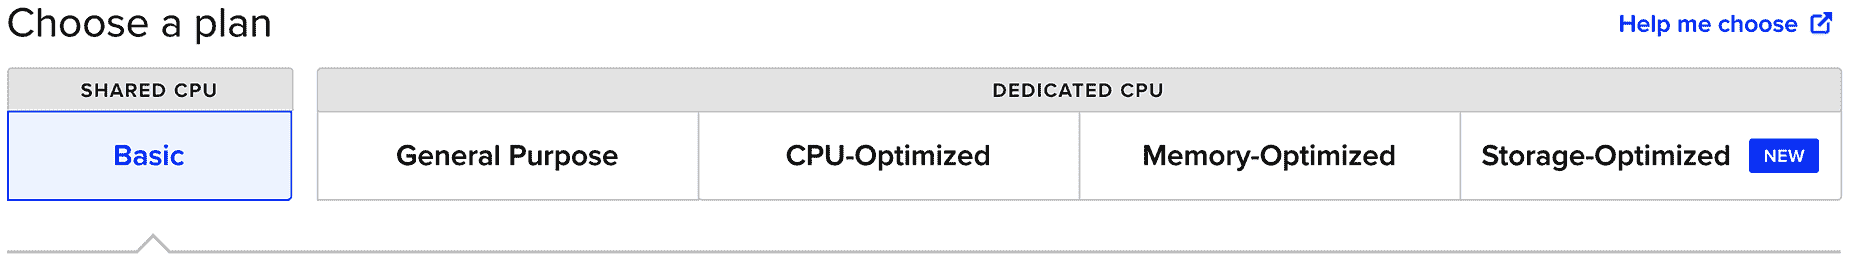 Choose a plan
Help me choose
SHARED CPU
DEDICATED CPU
Basic
General Purpose
CPU-Optimized
Memory-Optimized
Storage-Optimized NEW